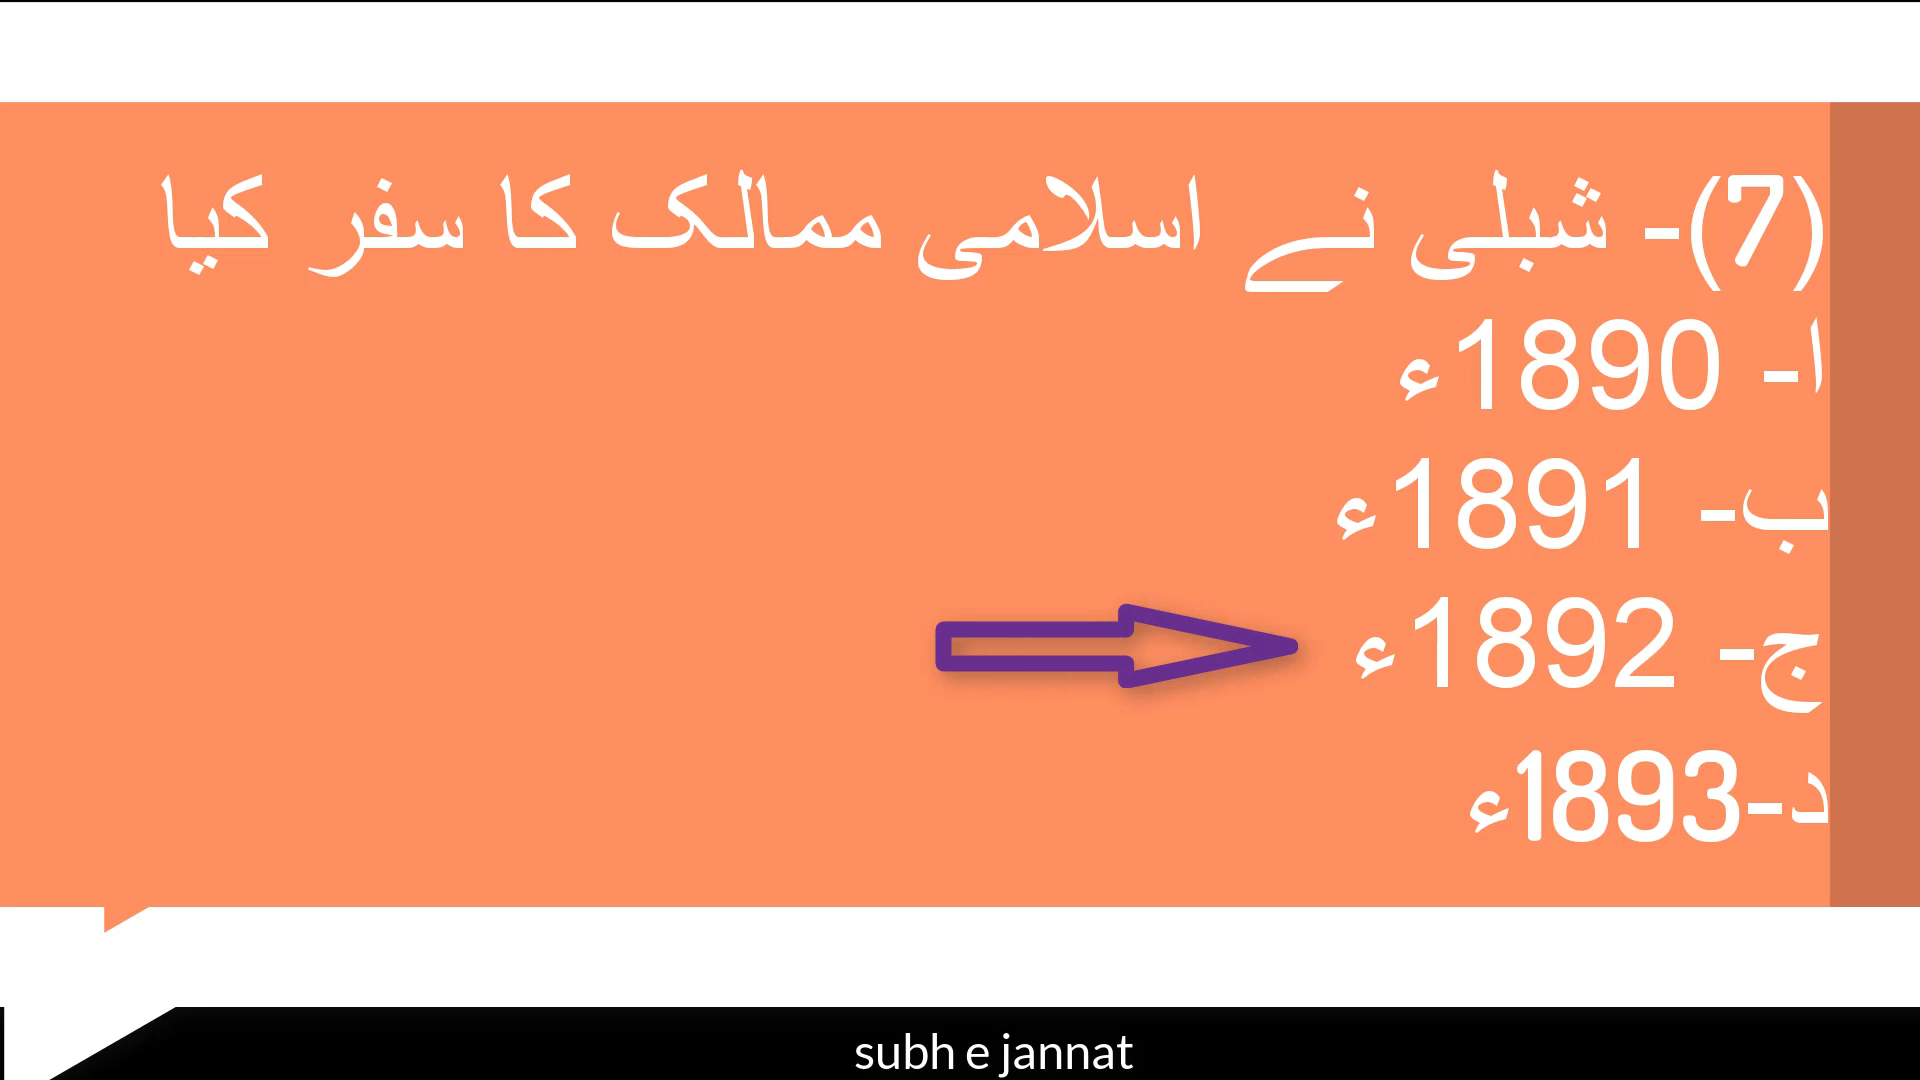 (7)- شبلی نے اسلامی ممالک کا سفر کیا
ا- 1890ء
ب- 1891ء
ج- 1892ء
د-1893ء
subh e jannat